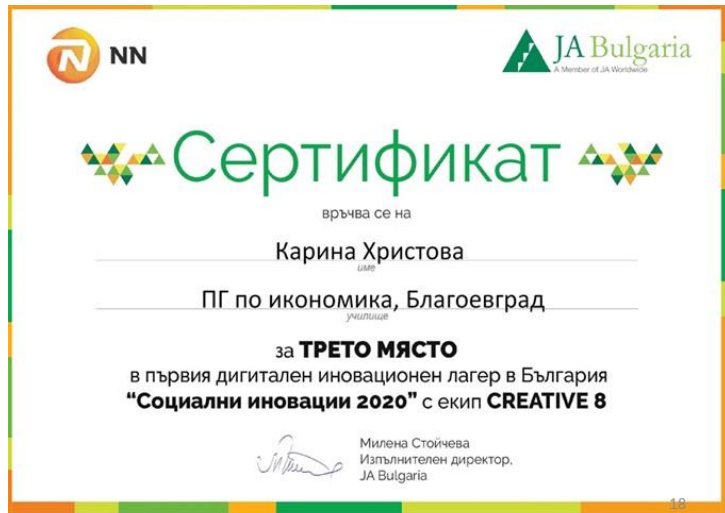 NN
JA Bulgaria
A Member of JA Worldwide
Сертификат
връчва се на
Карина Христова
име
ПГ по икономика, Благоевград
училище
за ТРЕТО МЯСТО
в първия дигитален иновационен лагер в България
“Социални иновации 2020” с екип CREATIVE 8
Милена Стойчева
Изпълнителен директор,
JA Bulgaria
18